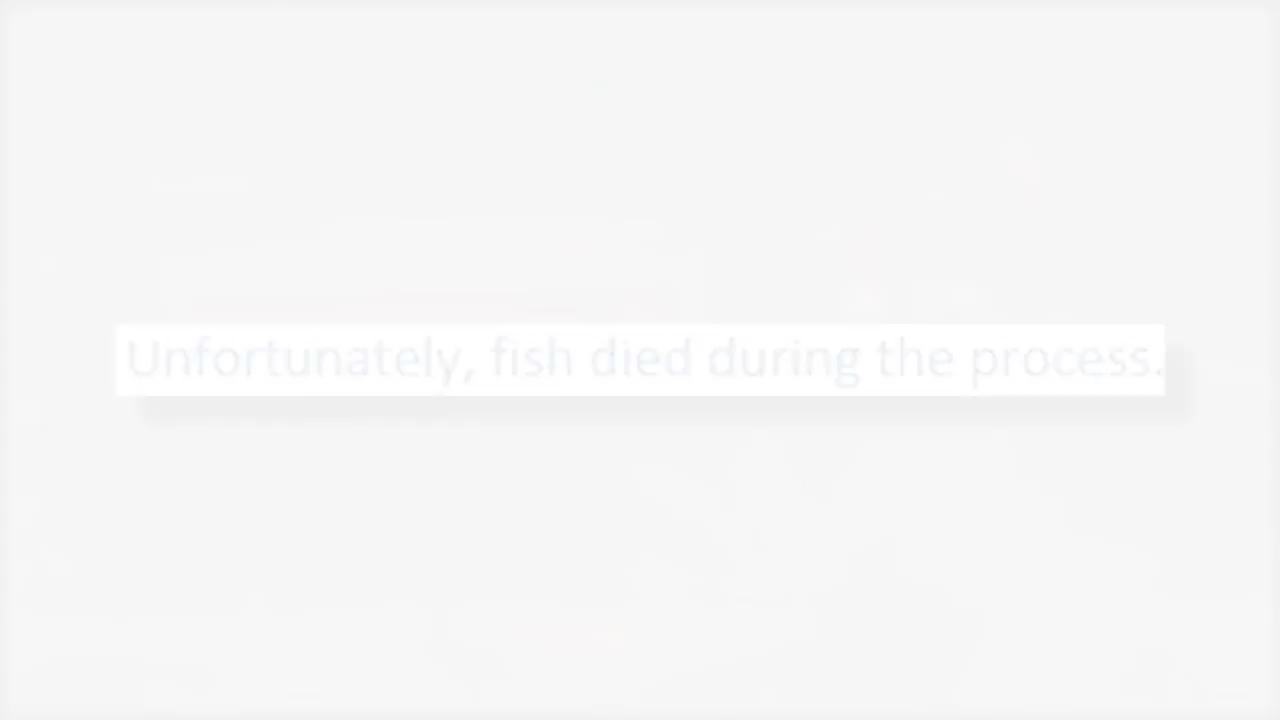 Unfortunately, fish died during the process.